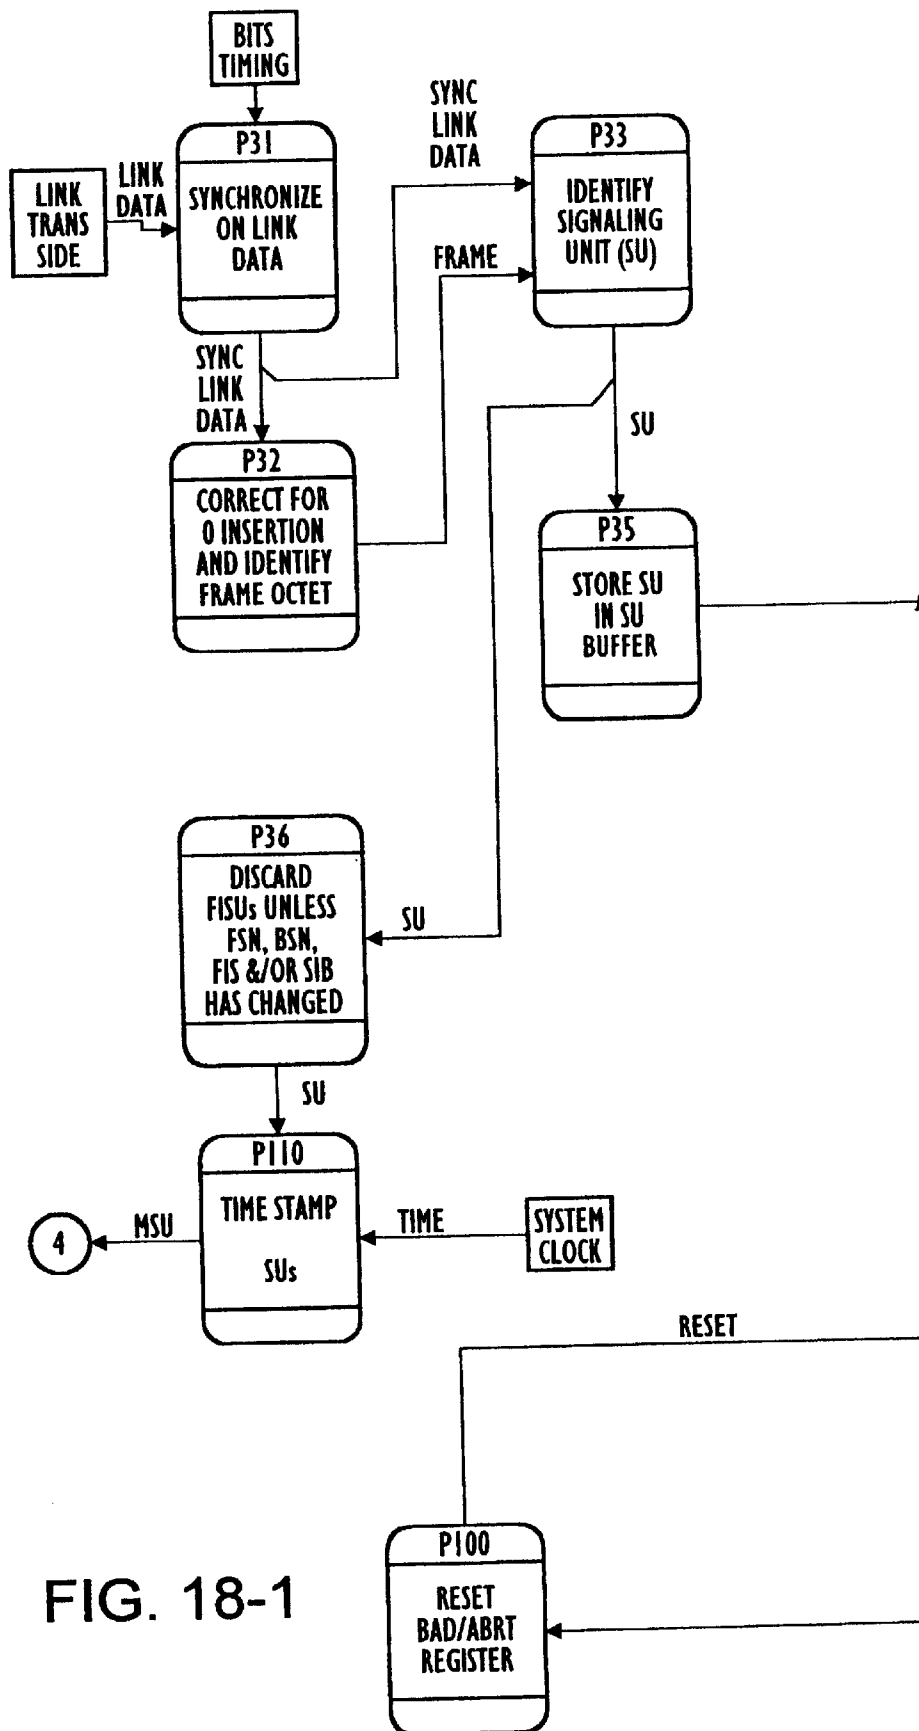 BITS
TIMING
P31
SYNCHRONIZE
ON LINK
DATA
LINK
TRANS
SIDE
LINK
DATA
SYNC
LINK
DATA
P33
IDENTIFY
SIGNALING
UNIT (SU)
FRAME
SYNC
LINK
DATA
P32
CORRECT FOR
0 INSERTION
AND IDENTIFY
FRAME OCTET
SU
P35
STORE SU
IN SU
BUFFER
P36
DISCARD
FISUs UNLESS
FSN, BSN,
FIS &/OR SIB
HAS CHANGED
SU
SU
P110
TIME STAMP
SUs
MSU
4
TIME
SYSTEM
CLOCK
RESET
P100
RESET
BAD/ABRT
REGISTER
FIG. 18-1